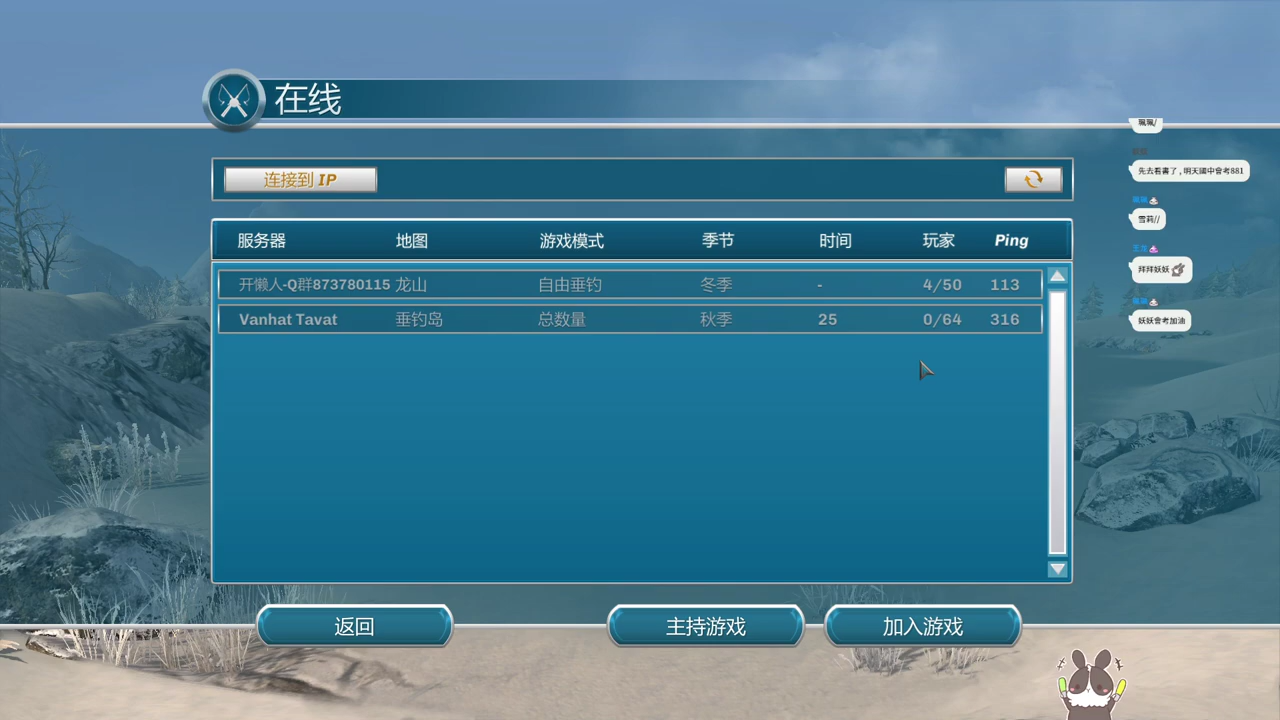 在线
连接到 IP
服务器 地图 游戏模式 季节 时间 玩家 Ping
开懒人-Q群873780115 龙山 自由垂钓 冬季 - 4/50 113
Vanhat Tavat 垂钓岛 总数量 秋季 25 0/64 316
返回 主持游戏 加入游戏
先去看書了 , 明天國中會考881
雪莉//
拜拜妖妖
妖妖會考加油